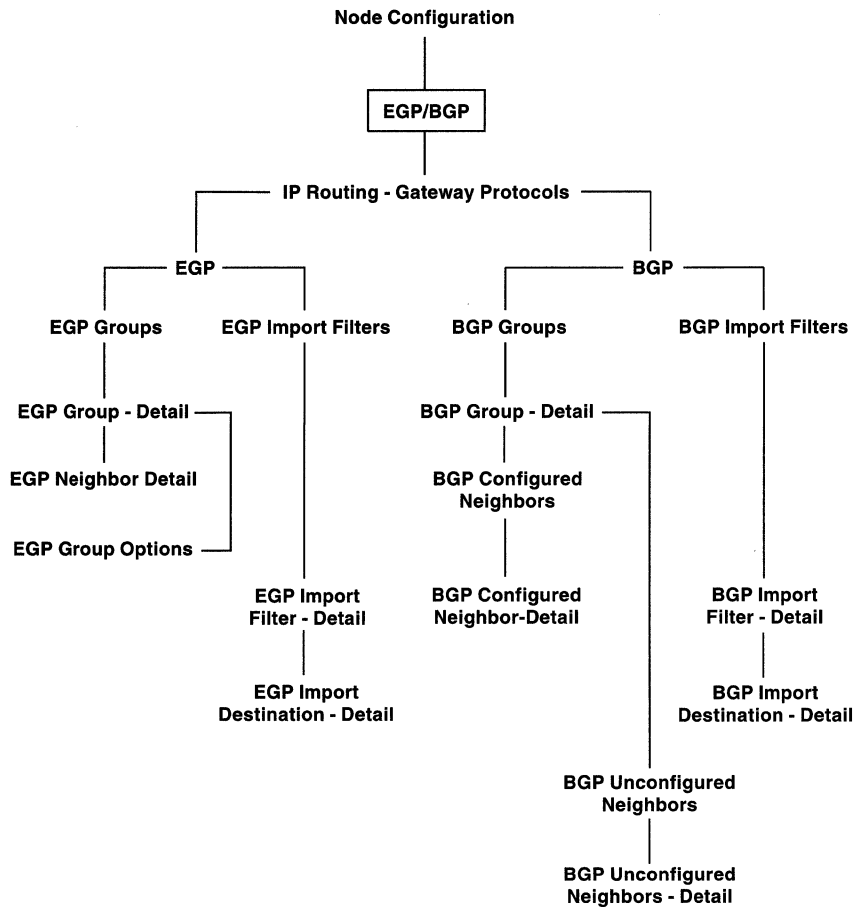 Node Configuration
EGP/BGP
IP Routing - Gateway Protocols
EGP
BGP
EGP Groups
EGP Import Filters
BGP Groups
BGP Import Filters
EGP Group - Detail
BGP Group - Detail
EGP Neighbor Detail
BGP Configured
Neighbors
EGP Group Options
EGP Import
Filter - Detail
BGP Configured
Neighbor-Detail
BGP Import
Filter - Detail
EGP Import
Destination - Detail
BGP Import
Destination - Detail
BGP Unconfigured
Neighbors
BGP Unconfigured
Neighbors - Detail